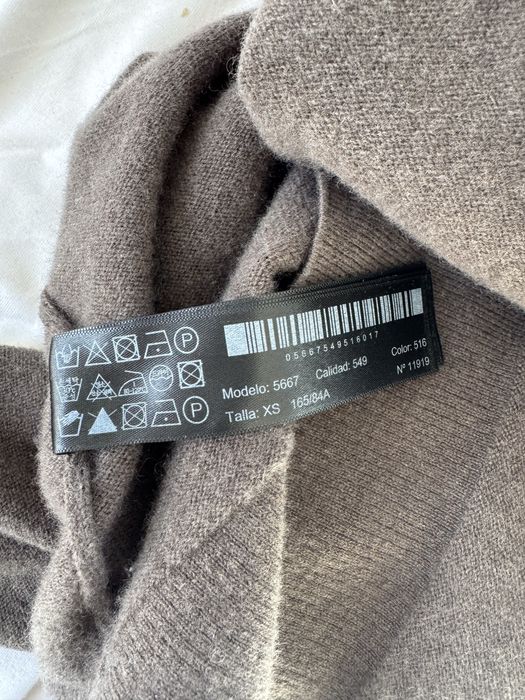 05667549516017
Modelo: 5667 Calidad: 549 Color: 516
Talla: XS 165/84A Nº 11919
P
P